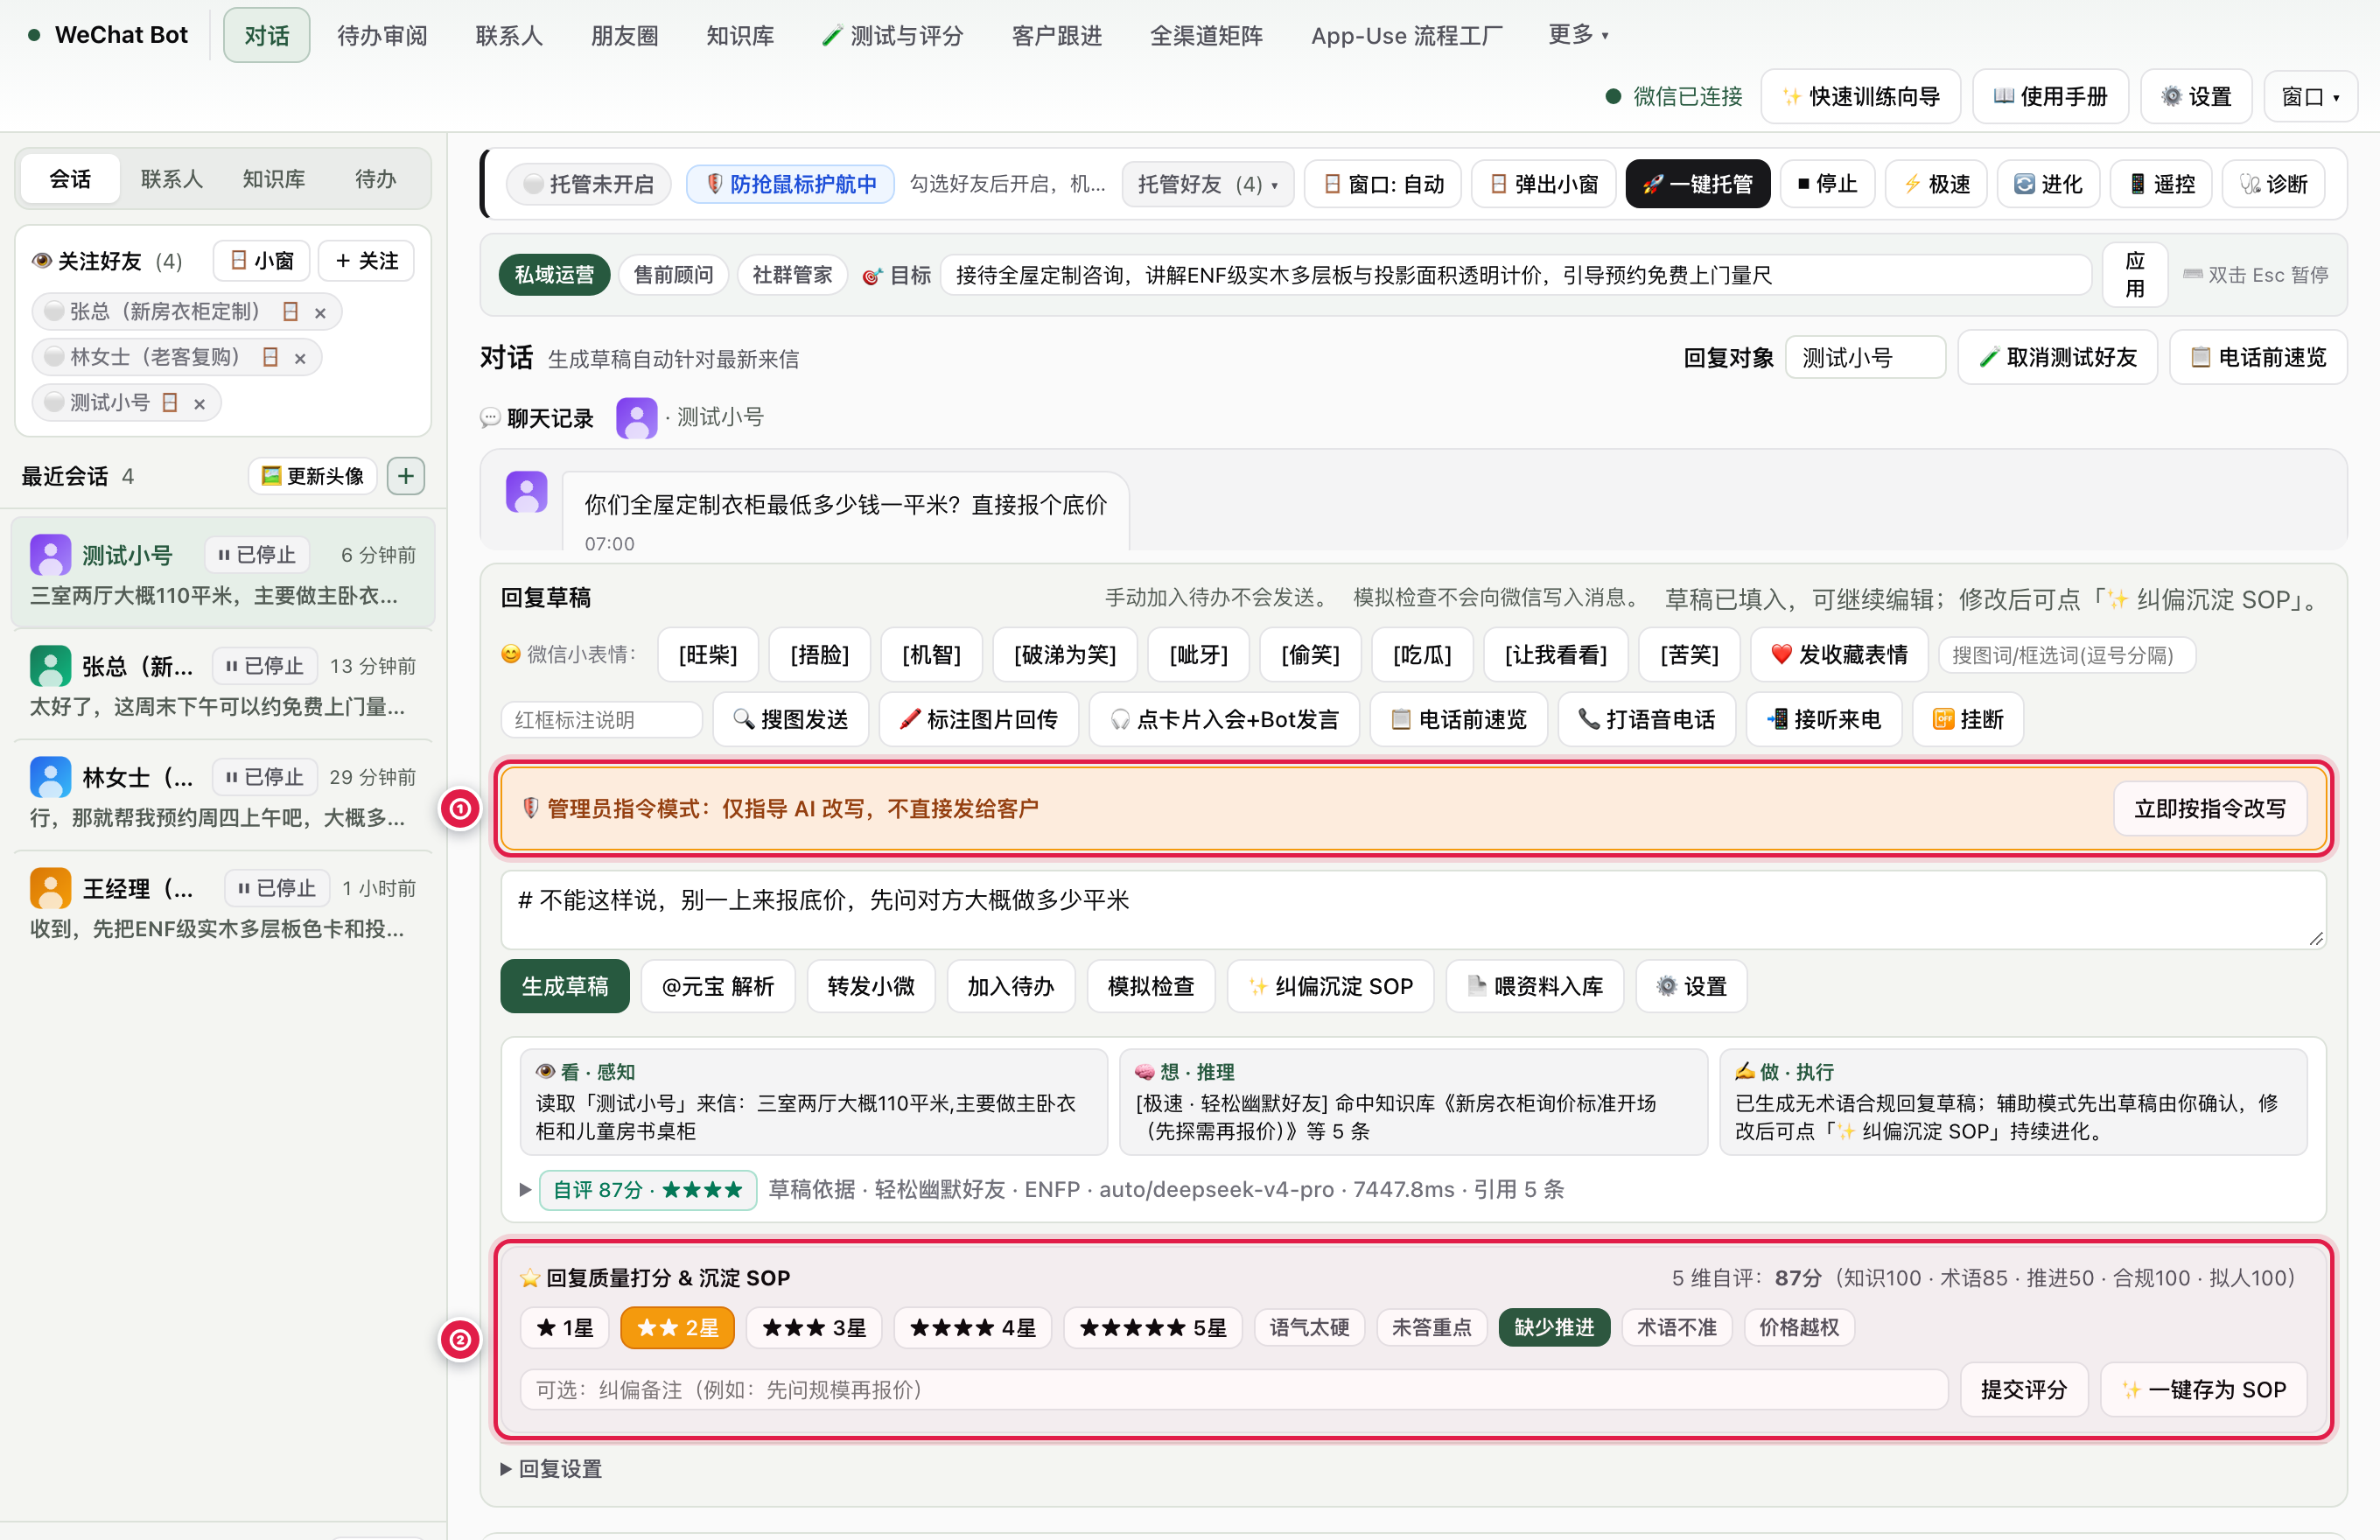 WeChat Bot 对话 待办审阅 联系人 朋友圈 知识库 🧪 测试与评分 客户跟进 全渠道矩阵 App-Use 流程工厂 更多 ▾
微信已连接 ✨ 快速训练向导 📖 使用手册 ⚙️ 设置 窗口 ▾
会话 联系人 知识库 待办
👁️ 关注好友 (4) 小窗 + 关注
张总（新房衣柜定制） ×
林女士（老客复购） ×
测试小号 ×
最近会话 4 🖼️ 更新头像 +
测试小号 ⏸ 已停止 6 分钟前
三室两厅大概110平米，主要做主卧衣...
张总（新... ⏸ 已停止 13 分钟前
太好了，这周末下午可以约免费上门量...
林女士（... ⏸ 已停止 29 分钟前
行，那就帮我预约周四上午吧，大概多...
王经理（... ⏸ 已停止 1 小时前
收到，先把ENF级实木多层板色卡和投...
托管未开启 🛡️ 防抢鼠标护航中 勾选好友后开启，机... 托管好友 (4) ▾ 窗口: 自动 弹出小窗 🚀 一键托管 ■ 停止 ⚡ 极速 🔄 进化 📱 遥控 🩺 诊断
私域运营 售前顾问 社群管家 🎯 目标 接待全屋定制咨询，讲解ENF级实木多层板与投影面积透明计价，引导预约免费上门量尺 应用 ⌨️ 双击 Esc 暂停
对话 生成草稿自动针对最新来信 回复对象 测试小号 🧪 取消测试好友 📋 电话前速览
💬 聊天记录 · 测试小号
你们全屋定制衣柜最低多少钱一平米？直接报个底价
07:00
回复草稿 手动加入待办不会发送。 模拟检查不会向微信写入消息。 草稿已填入，可继续编辑；修改后可点「✨ 纠偏沉淀 SOP」。
😊 微信小表情： [旺柴] [捂脸] [机智] [破涕为笑] [呲牙] [偷笑] [吃瓜] [让我看看] [苦笑] ❤️ 发收藏表情 搜图词/框选词(逗号分隔)
红框标注说明 🔍 搜图发送 🖍️ 标注图片回传 🎧 点卡片入会+Bot发言 📋 电话前速览 📞 打语音电话 📲 接听来电 📴 挂断
①
🛡️ 管理员指令模式：仅指导 AI 改写，不直接发给客户 立即按指令改写
# 不能这样说，别一上来报底价，先问对方大概做多少平米
生成草稿 @元宝 解析 转发小微 加入待办 模拟检查 ✨ 纠偏沉淀 SOP 📄 喂资料入库 ⚙️ 设置
👁️ 看 · 感知
读取「测试小号」来信：三室两厅大概110平米,主要做主卧衣
柜和儿童房书桌柜
🧠 想 · 推理
[极速 · 轻松幽默好友] 命中知识库《新房衣柜询价标准开场
（先探需再报价）》等 5 条
✍️ 做 · 执行
已生成无术语合规回复草稿；辅助模式先出草稿由你确认，修
改后可点「✨ 纠偏沉淀 SOP」持续进化。
▶ 自评 87分 · ★★★★ 草稿依据 · 轻松幽默好友 · ENFP · auto/deepseek-v4-pro · 7447.8ms · 引用 5 条
②
⭐ 回复质量打分 & 沉淀 SOP 5 维自评：87分（知识100 · 术语85 · 推进50 · 合规100 · 拟人100）
★ 1星 ★★ 2星 ★★★ 3星 ★★★★ 4星 ★★★★★ 5星 语气太硬 未答重点 缺少推进 术语不准 价格越权
可选：纠偏备注（例如：先问规模再报价） 提交评分 ✨ 一键存为 SOP
▶ 回复设置